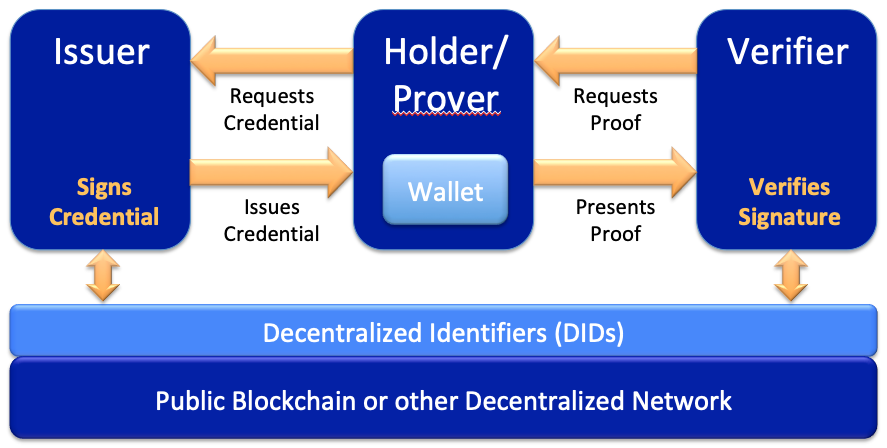 Issuer
Holder/
Prover
Verifier
Requests
Credential
Requests
Proof
Signs
Credential
Wallet
Verifies
Signature
Issues
Credential
Presents
Proof
Decentralized Identifiers (DIDs)
Public Blockchain or other Decentralized Network